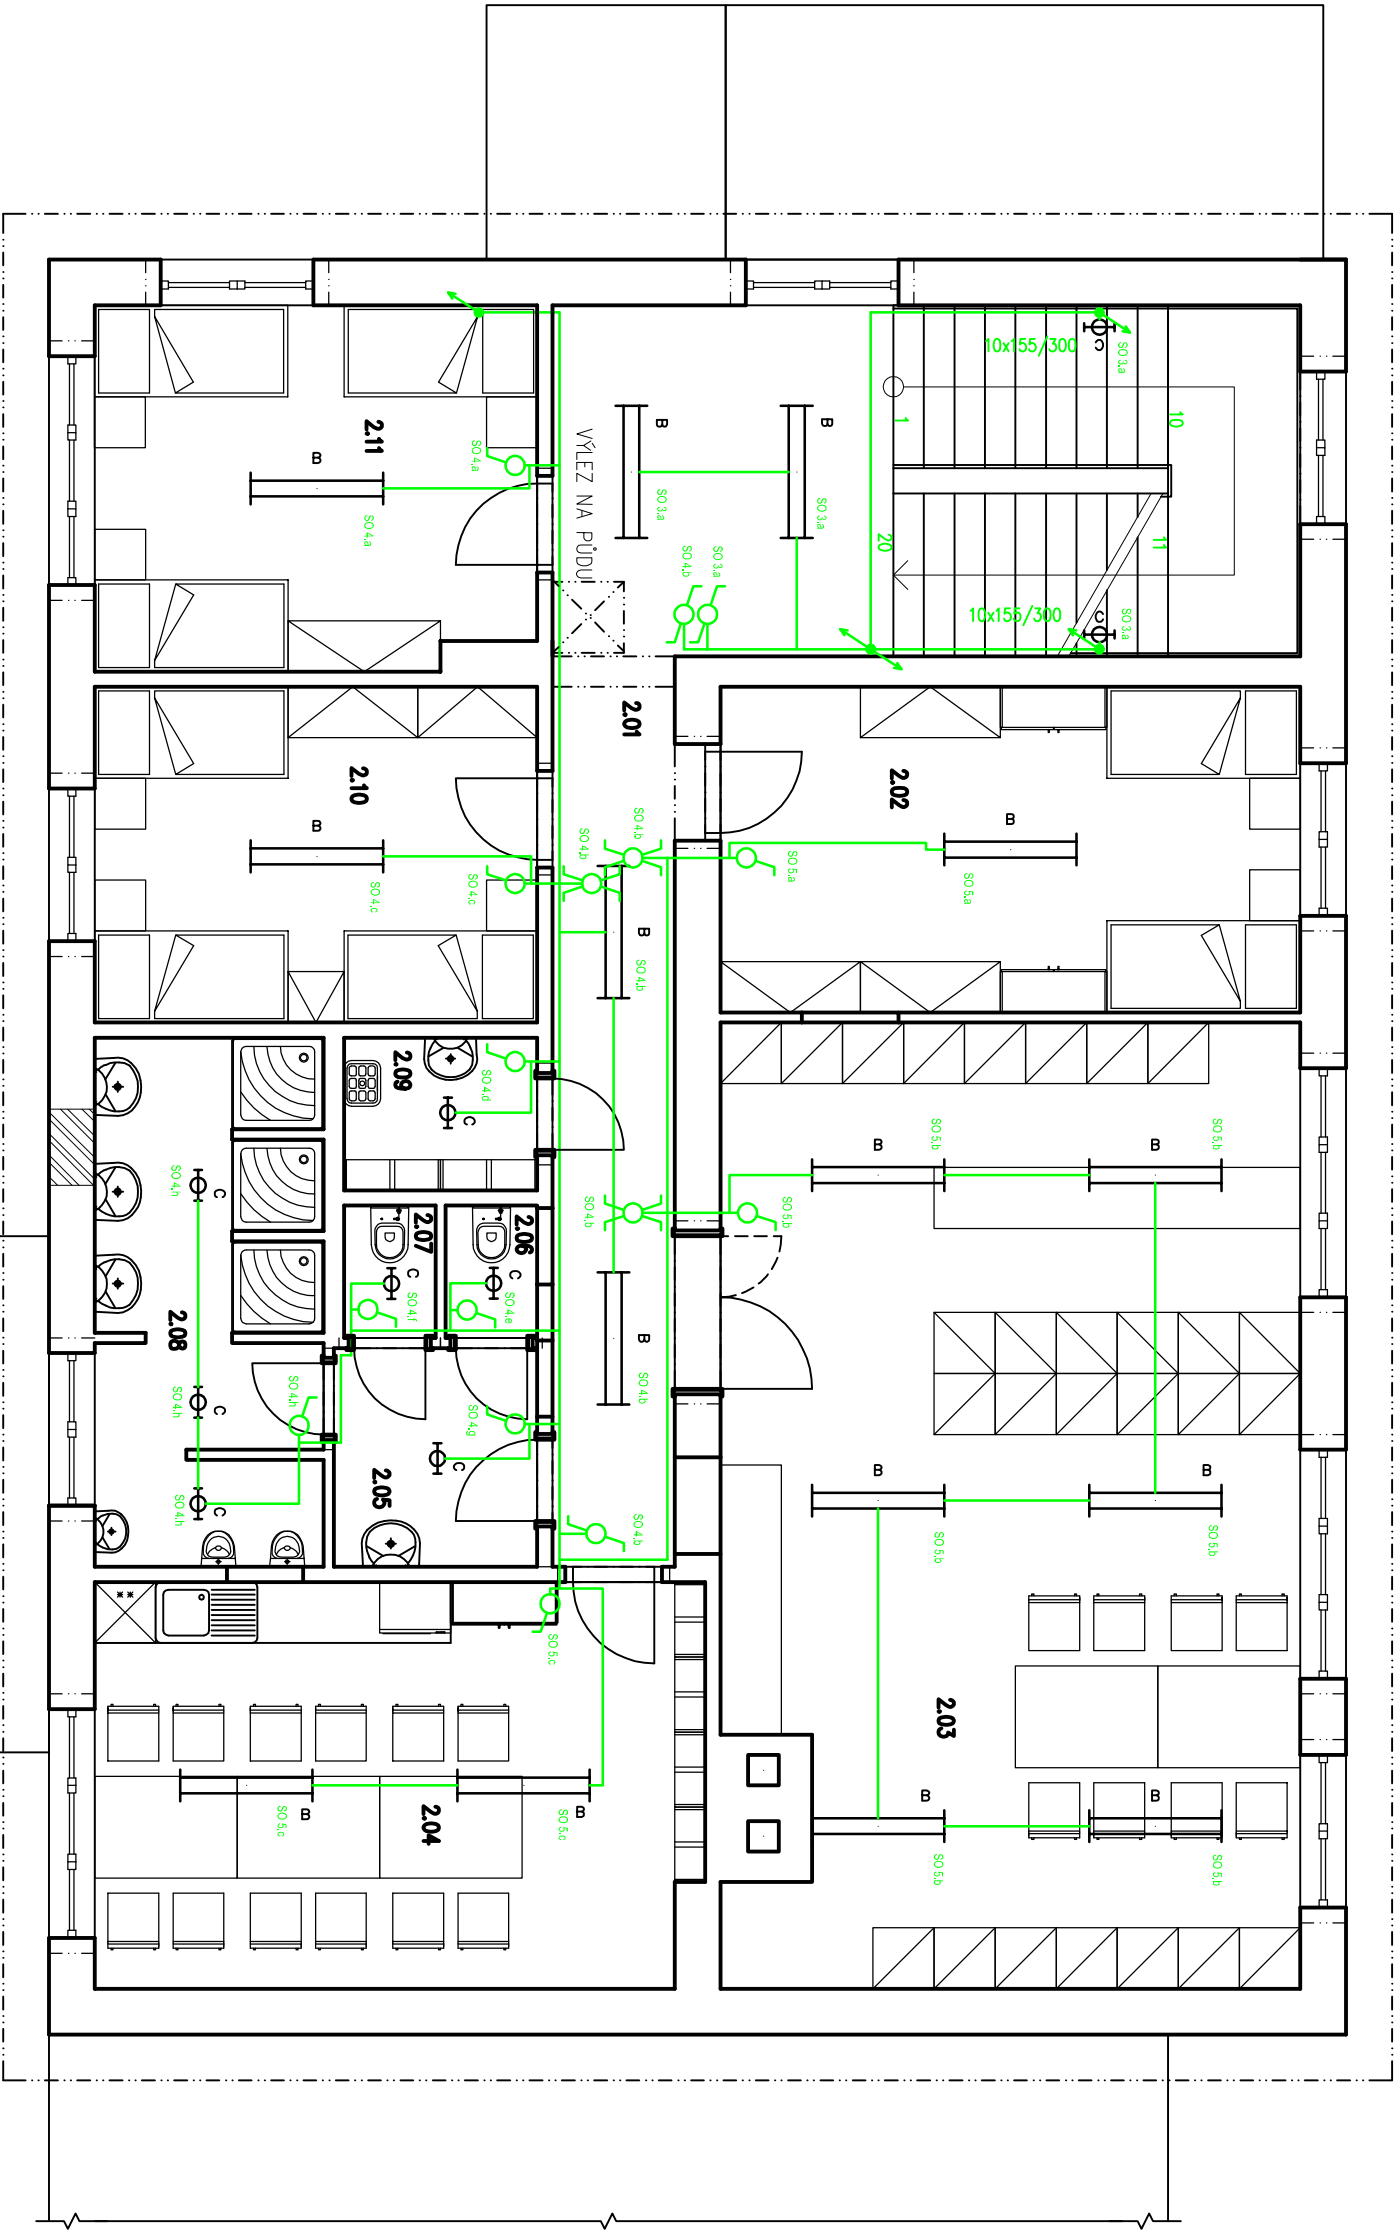 10x155/300
C
SO 3.a
10
1
B
SO 3.a
B
SO 3.a
20
11
10x155/300
C
SO 3.a
SO 3.a
SO 4.b
VÝLEZ NA PŮDU
2.11
B
SO 4.a
SO 4.a
2.01
2.10
B
SO 4.c
SO 4.c
SO 4.b
SO 4.b
B
SO 4.b
2.02
B
SO 5.a
SO 5.a
2.09
C
SO 4.d
B
SO 5.b
B
SO 5.b
SO 5.b
SO 4.b
2.07
2.06
C
SO 4.f
C
SO 4.e
C
SO 4.h
2.08
C
SO 4.h
SO 4.h
C
SO 4.h
SO 4.g
C
2.05
B
SO 4.b
SO 4.b
B
SO 5.b
B
SO 5.b
2.03
B
SO 5.b
B
SO 5.b
SO 5.c
2.04
B
SO 5.c
B
SO 5.c